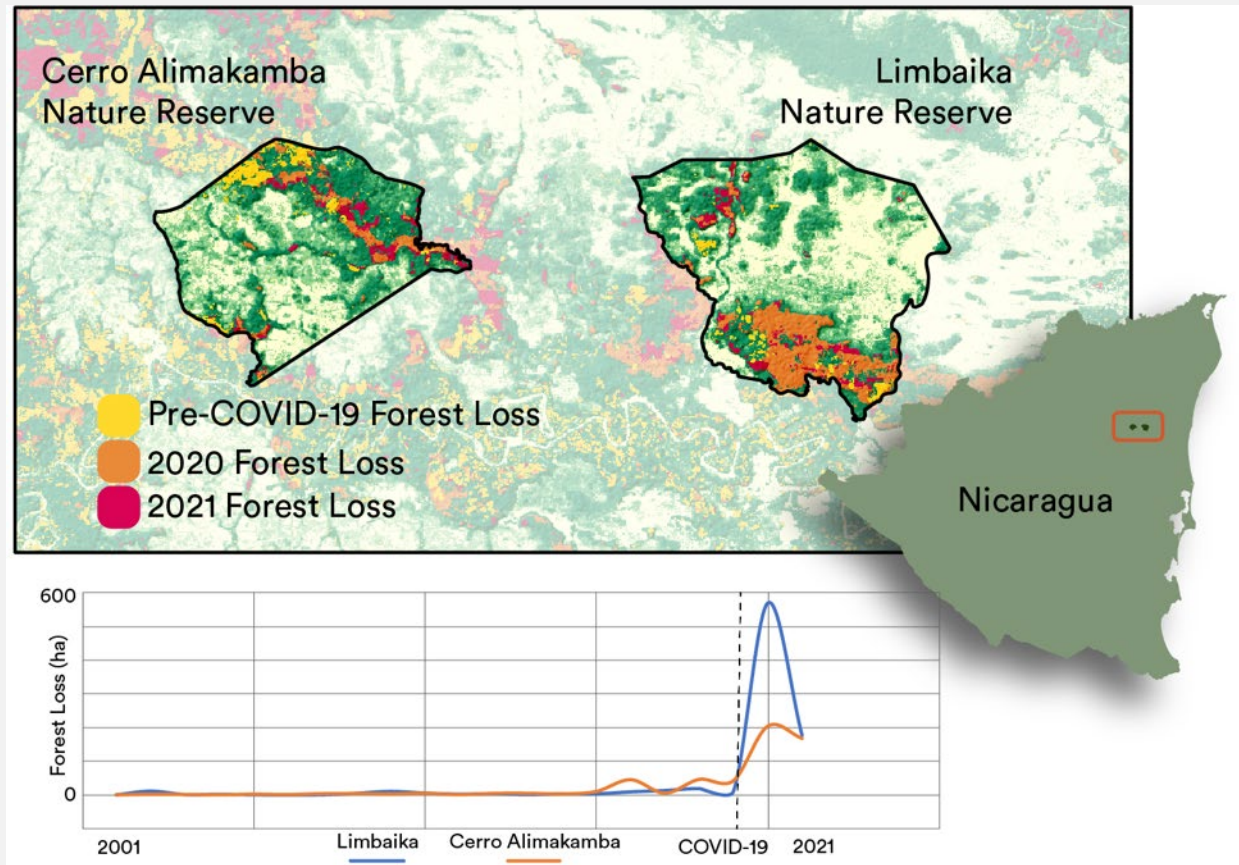 Cerro Alimakamba
Nature Reserve
Limbaika
Nature Reserve
Pre-COVID-19 Forest Loss
2020 Forest Loss
2021 Forest Loss
Nicaragua
600
Forest Loss (ha)
0
2001
Limbaika
Cerro Alimakamba
COVID-19
2021